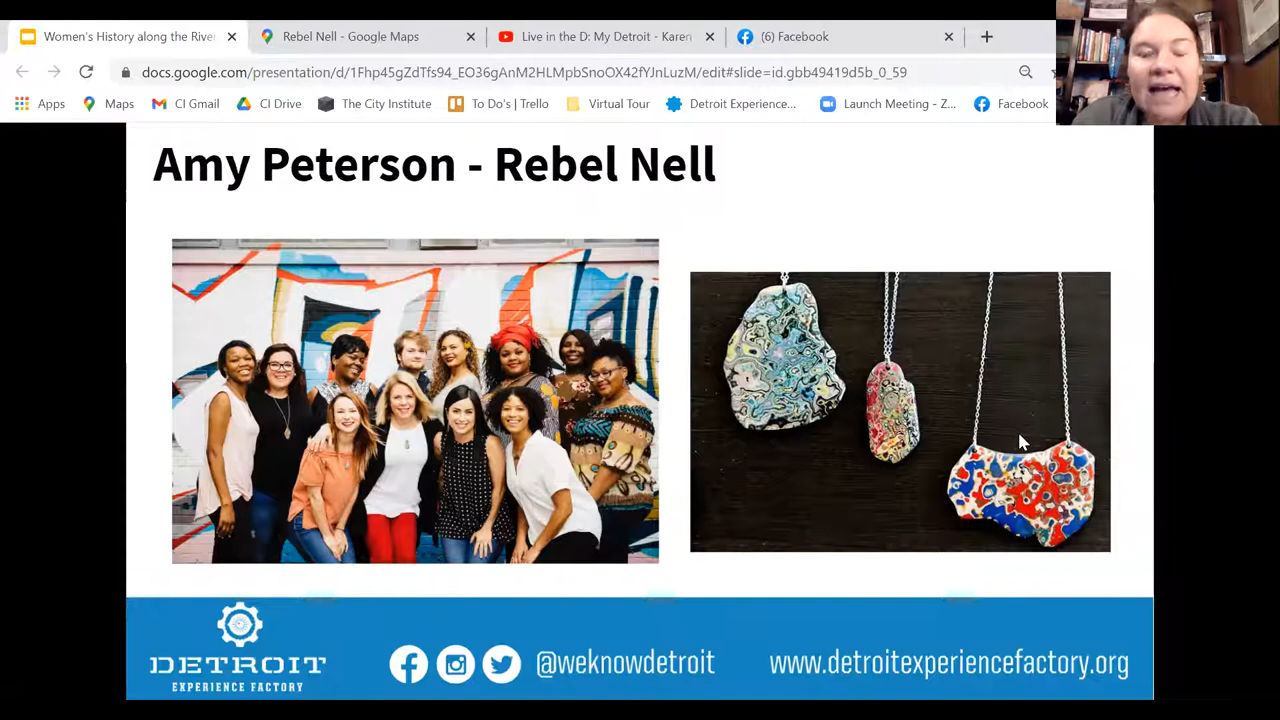 Women's History along the River
Rebel Nell - Google Maps
Live in the D: My Detroit - Karen
(6) Facebook
docs.google.com/presentation/d/1Fhp45gZdTfs94_EO36gAwM2HLMpbSnoOX42fYJnLuzM/edit#slide=id.gbb49419d5b_0_59
Apps
Maps
CI Gmail
CI Drive
The City Institute
To Do's | Trello
Virtual Tour
Detroit Experience...
Launch Meeting - Z...
Facebook
Amy Peterson - Rebel Nell
DETROIT
EXPERIENCE FACTORY
@weknowdetroit
www.detroitexperiencefactory.org